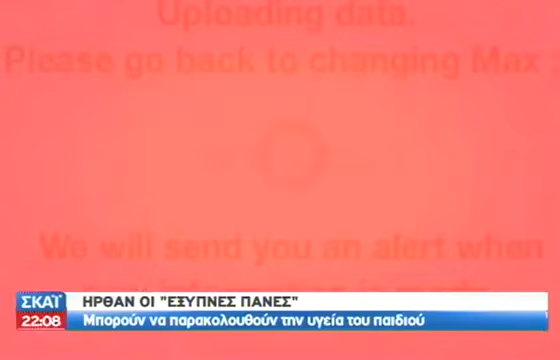 Uploading data.
Please go back to changing Max
We will send you an alert when
ΣΚΑΪ ΗΡΘΑΝ ΟΙ "ΕΞΥΠΝΕΣ ΠΑΝΕΣ"
22:08 Μπορούν να παρακολουθούν την υγεία του παιδιού